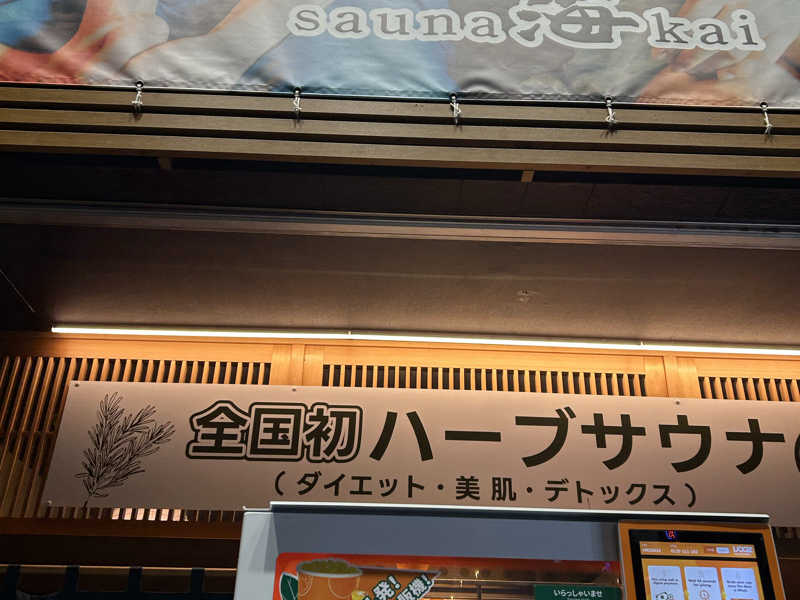 sauna 海 kai
全国初 ハーブサウナ
（ダイエット・美肌・デトックス）
発!
いらっしゃいませ